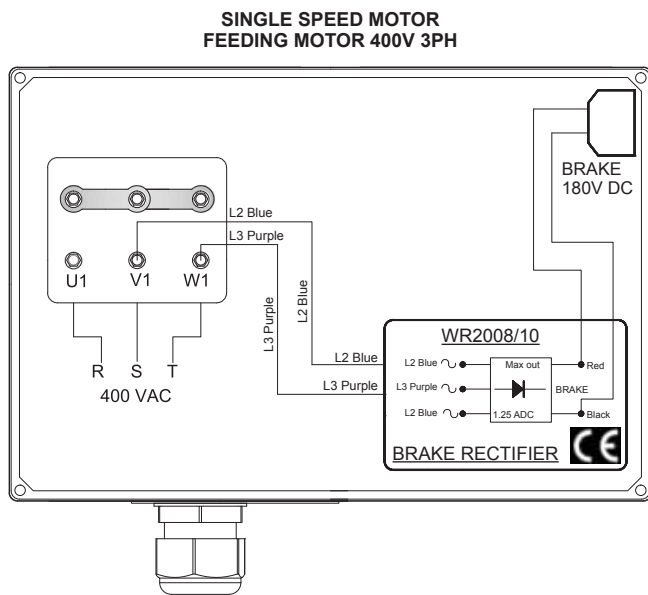 SINGLE SPEED MOTOR
FEEDING MOTOR 400V 3PH
BRAKE
180V DC
L2 Blue
L3 Purple
U1
V1
W1
L3 Purple
L2 Blue
R
S
T
400 VAC
L2 Blue
L3 Purple
WR2008/10
L2 Blue
Max out
Red
L3 Purple
BRAKE
L2 Blue
1.25 ADC
Black
BRAKE RECTIFIER
CE